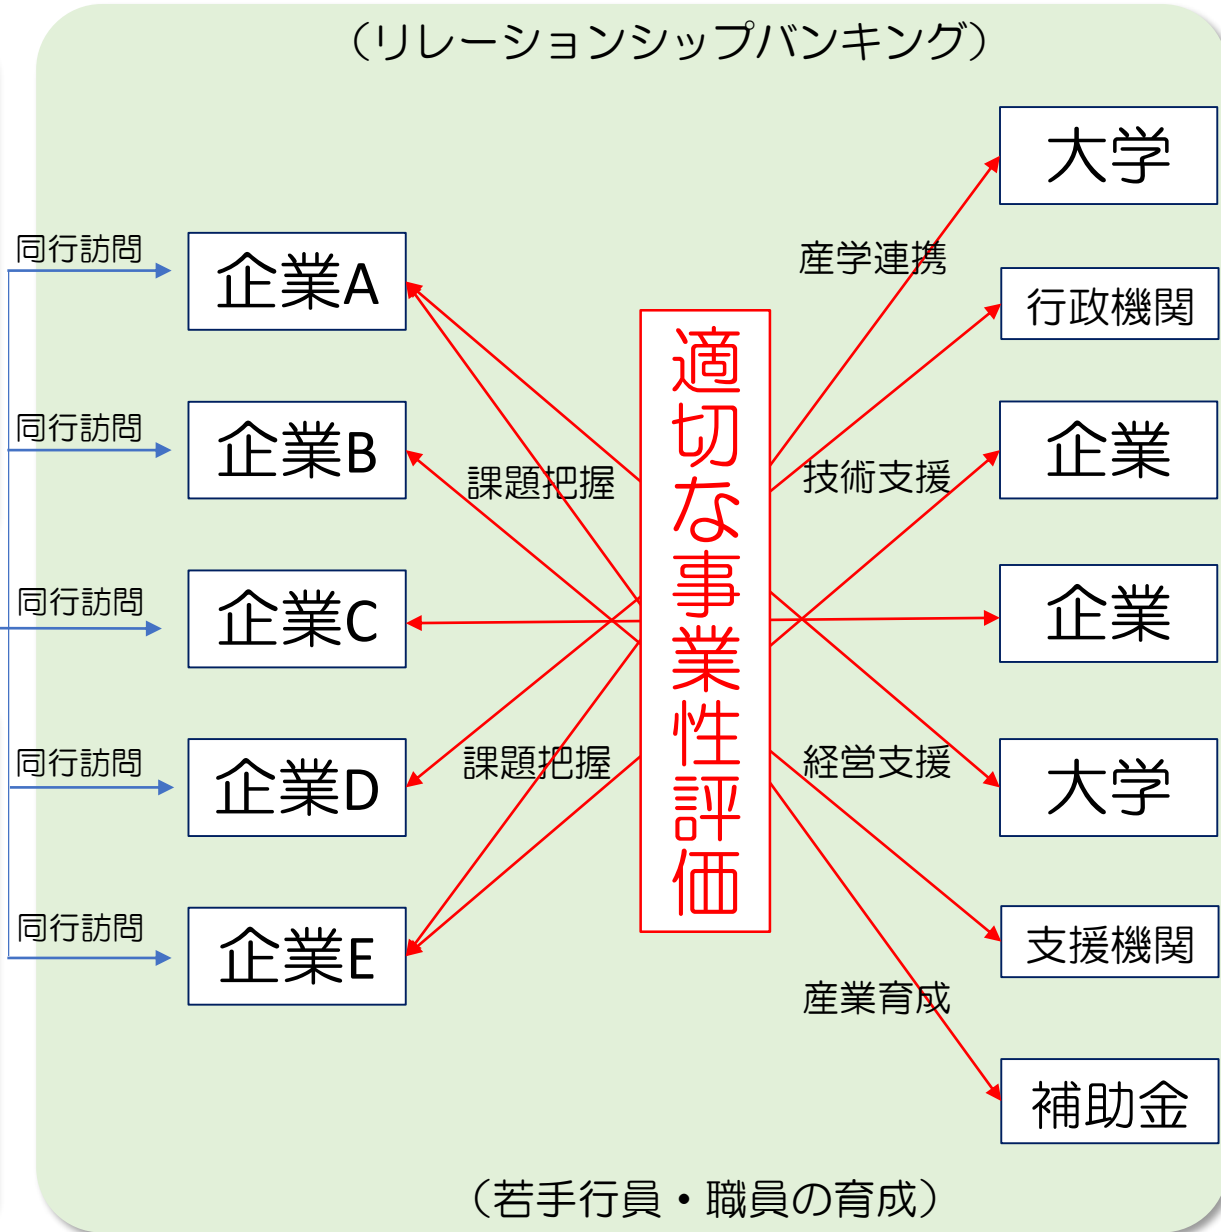 （リレーションシップバンキング）
大学
同行訪問
企業A
産学連携
行政機関
適切な事業性評価
同行訪問
企業B
課題把握
技術支援
企業
同行訪問
企業C
企業
同行訪問
企業D
課題把握
経営支援
大学
同行訪問
企業E
支援機関
産業育成
補助金
（若手行員・職員の育成）